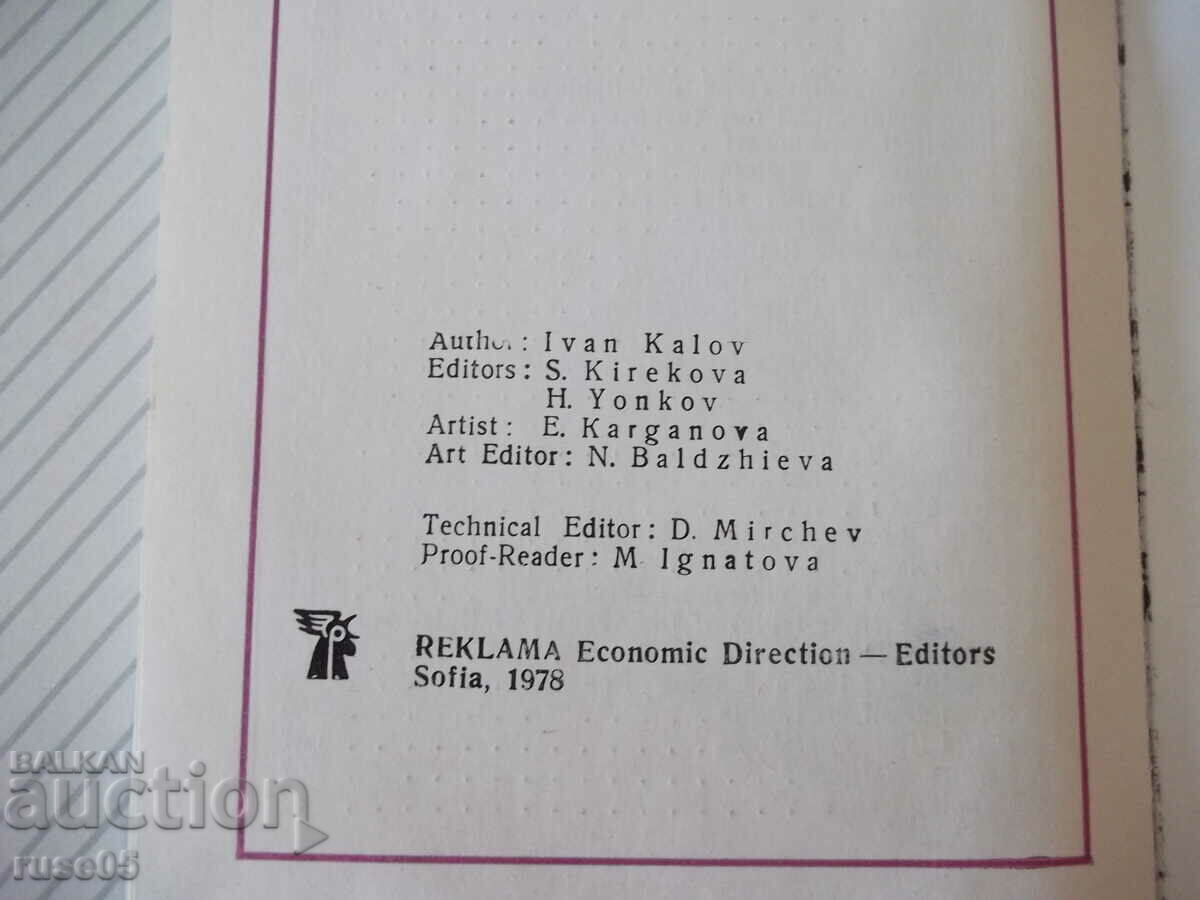 Author: Ivan Kalov
Editors: S. Kirekova
H. Yonkov
Artist: E. Karganova
Art Editor: N. Baldzhieva
Technical Editor: D. Mirchev
Proof-Reader: M. Ignatova
REKLAMA Economic Direction — Editors
Sofia, 1978
BALKAN
auction
ruse05